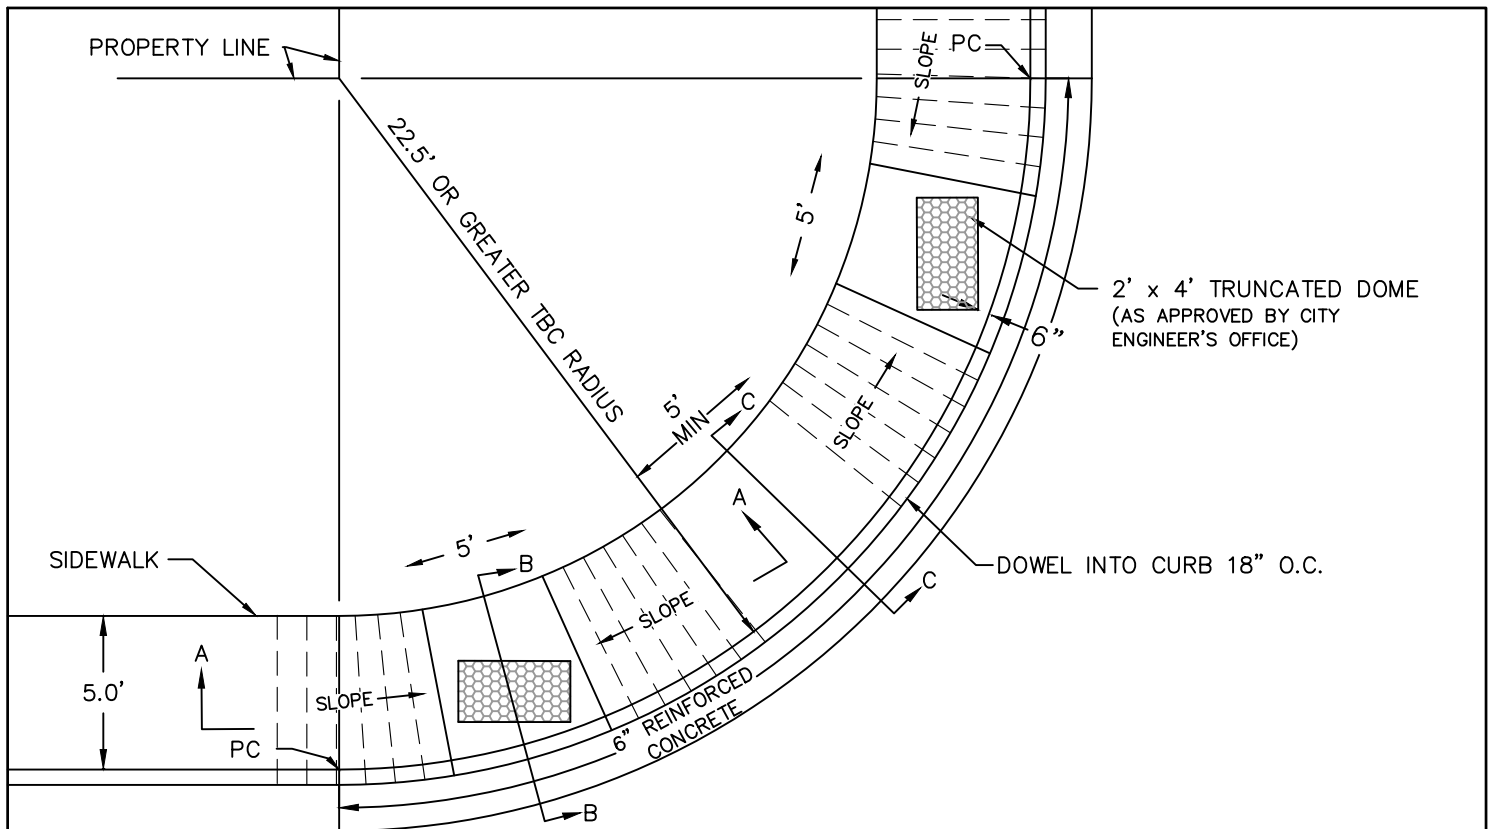 PROPERTY LINE
PC
SLOPE
22.5' OR GREATER TBC RADIUS
5'
2' x 4' TRUNCATED DOME
(AS APPROVED BY CITY
ENGINEER'S OFFICE)
6"
5'
MIN
C
SLOPE
A
SIDEWALK
5'
B
DOWEL INTO CURB 18" O.C.
C
SLOPE
A
5.0'
SLOPE
PC
6" REINFORCED
CONCRETE
B